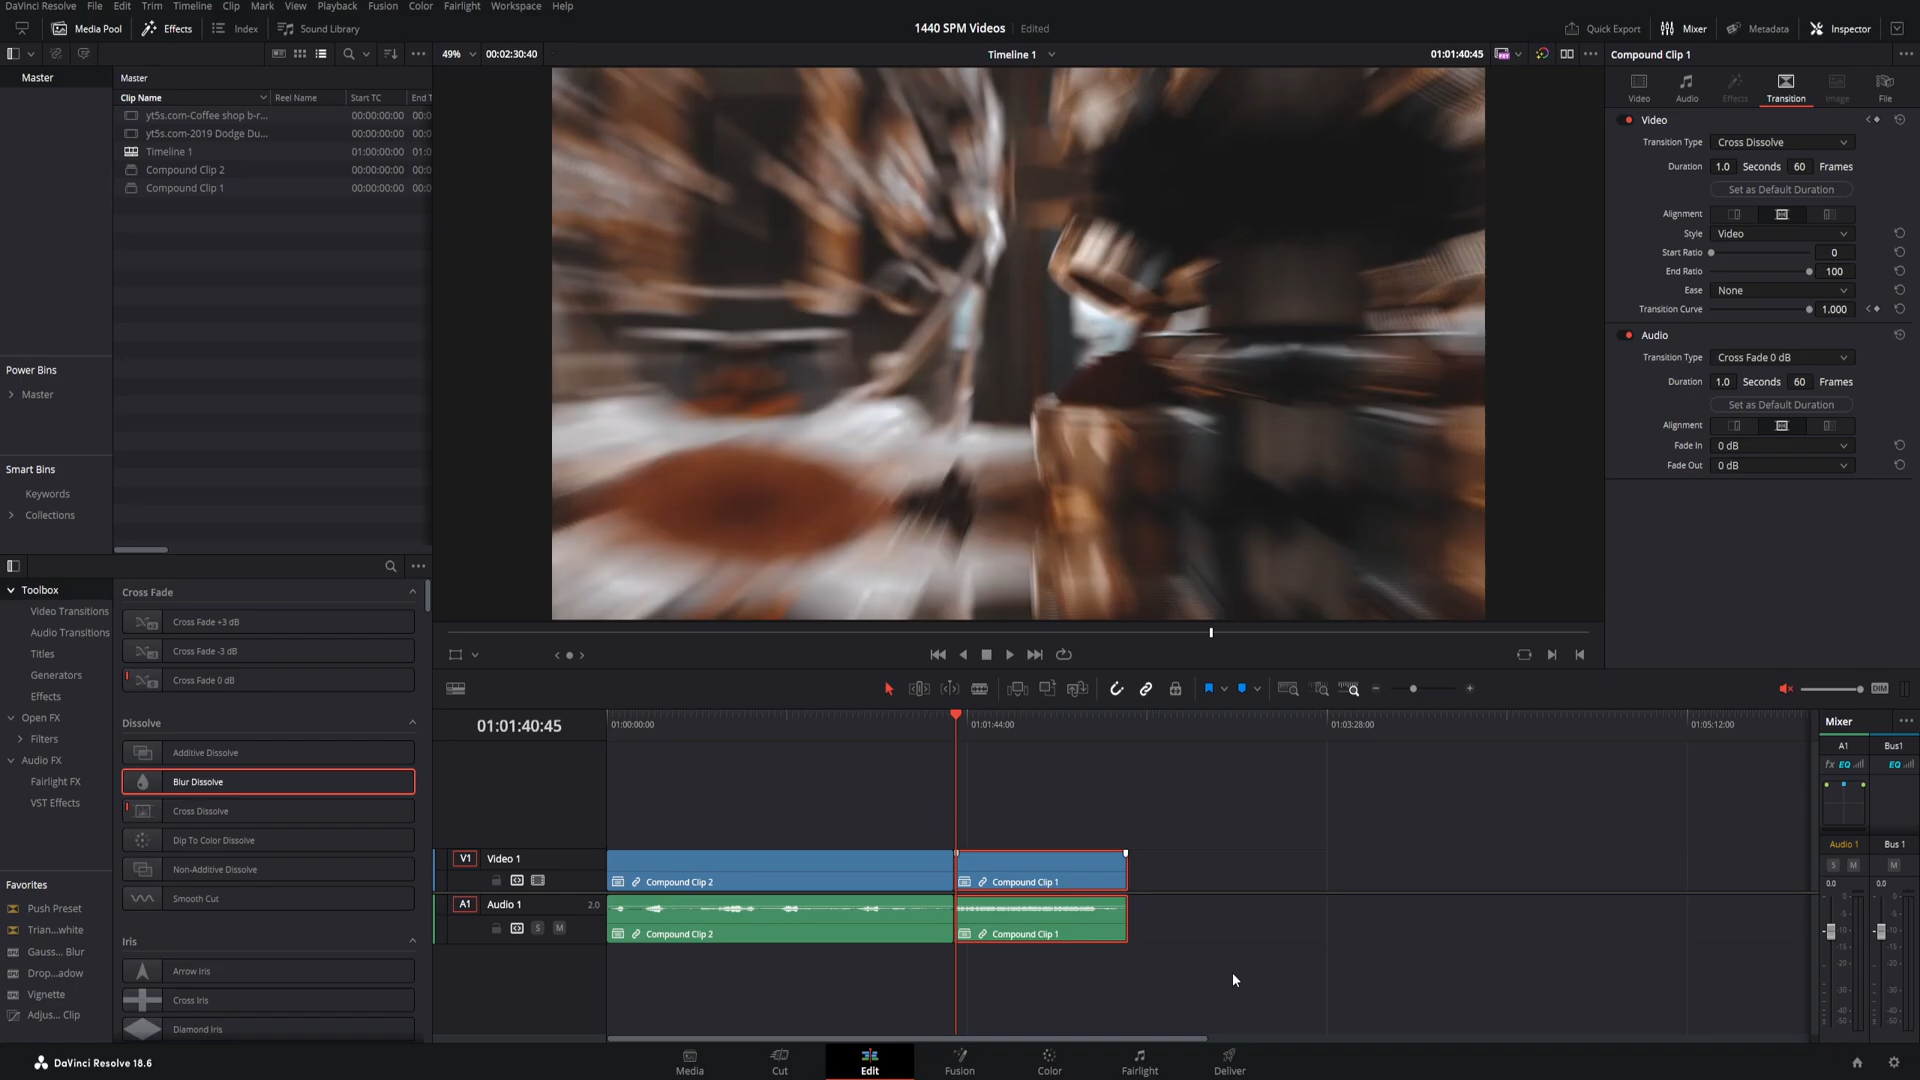 DaVinci Resolve File Edit Trim Timeline Clip Mark View Playback Fusion Color Fairlight Workspace Help
Media Pool Effects Index Sound Library
1440 SPM Videos Edited
Quick Export Mixer Metadata Inspector
49% 00:02:30:40
Timeline 1
01:01:40:45
Compound Clip 1
Master
Master
Clip Name Reel Name Start TC End T
yt5s.com-Coffee shop b-r... 00:00:00:00 00:0
yt5s.com-2019 Dodge Du... 00:00:00:00 00:0
Timeline 1 01:00:00:00 01:0
Compound Clip 2 00:00:00:00 00:0
Compound Clip 1 00:00:00:00 00:0
Power Bins
Master
Smart Bins
Keywords
Collections
Video Audio Effects Transition Image File
Video
Transition Type Cross Dissolve
Duration 1.0 Seconds 60 Frames
Set as Default Duration
Alignment
Style Video
Start Ratio 0
End Ratio 100
Ease None
Transition Curve 1.000
Audio
Transition Type Cross Fade 0 dB
Duration 1.0 Seconds 60 Frames
Set as Default Duration
Alignment
Fade In 0 dB
Fade Out 0 dB
Toolbox
Video Transitions
Audio Transitions
Titles
Generators
Effects
Open FX
Filters
Audio FX
Fairlight FX
VST Effects
Favorites
Push Preset
Trian...white
Gauss... Blur
Drop...adow
Vignette
Adjus... Clip
Cross Fade
Cross Fade +3 dB
Cross Fade -3 dB
Cross Fade 0 dB
Dissolve
Additive Dissolve
Blur Dissolve
Cross Dissolve
Dip To Color Dissolve
Non-Additive Dissolve
Smooth Cut
Iris
Arrow Iris
Cross Iris
Diamond Iris
DIM
01:01:40:45
01:00:00:00 01:01:44:00 01:03:28:00 01:05:12:00
V1 Video 1
Compound Clip 2 Compound Clip 1
A1 Audio 1 2.0
S M
Compound Clip 2 Compound Clip 1
Mixer
A1 Bus1
fx EQ EQ
Audio 1 Bus 1
S M M
0.0 0.0
DaVinci Resolve 18.6
Media Cut Edit Fusion Color Fairlight Deliver